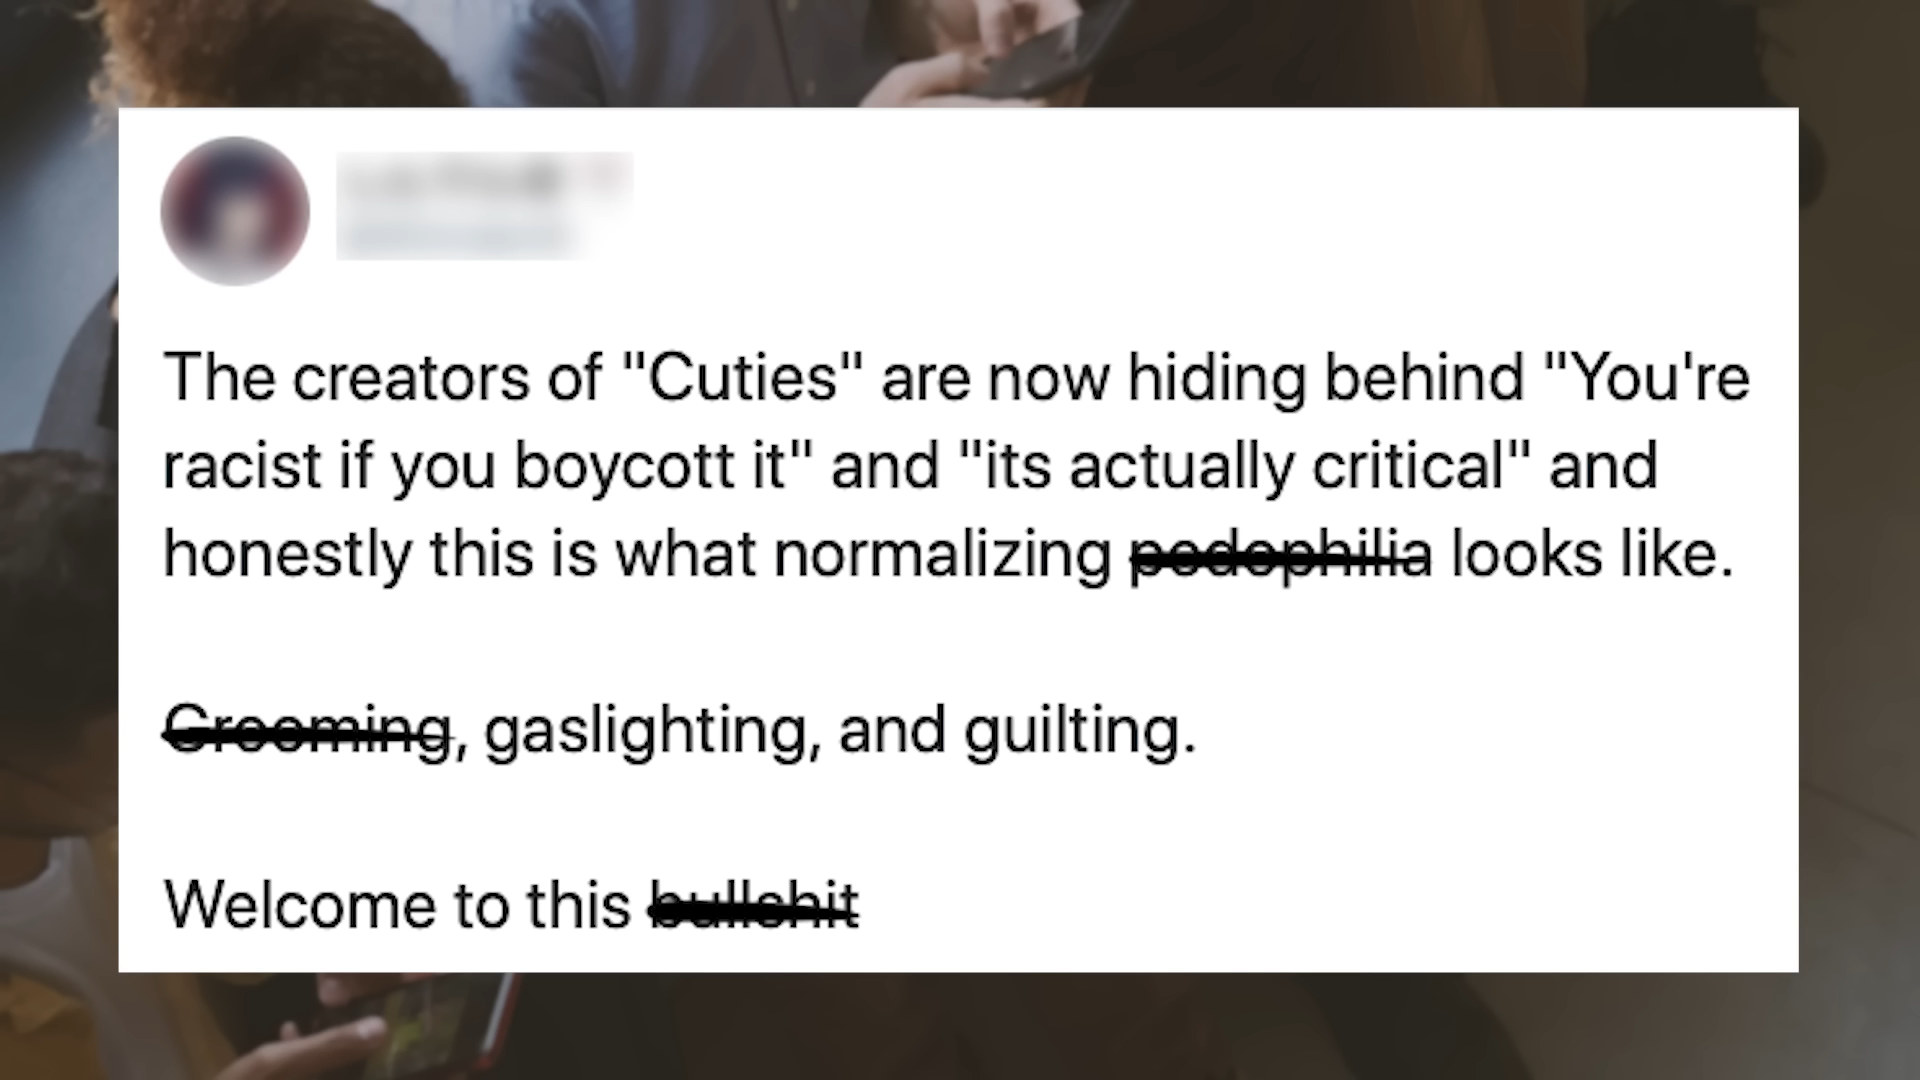 The creators of "Cuties" are now hiding behind "You're
racist if you boycott it" and "its actually critical" and
honestly this is what normalizing pedophilia looks like.
Grooming, gaslighting, and guilting.
Welcome to this bullshit